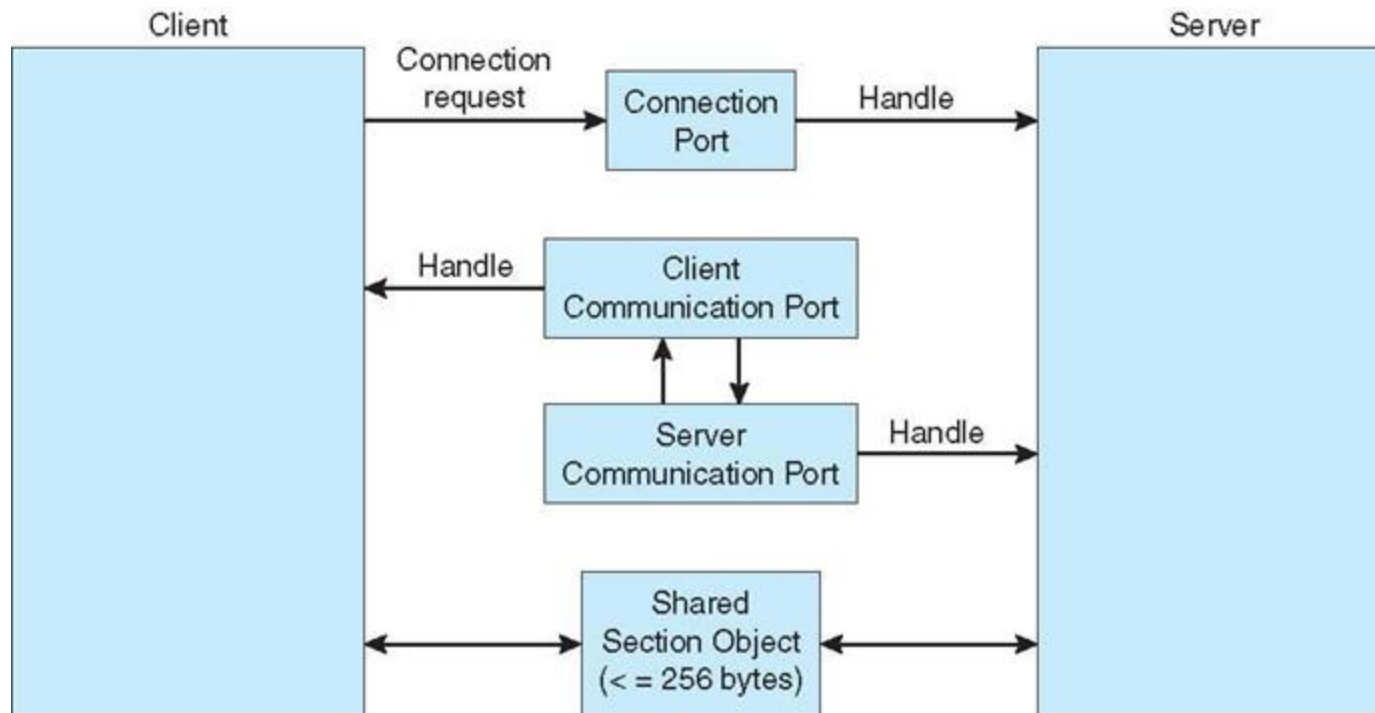 Client
Server
Connection
request
Connection
Port
Handle
Handle
Client
Communication Port
Server
Communication Port
Handle
Shared
Section Object
(< = 256 bytes)